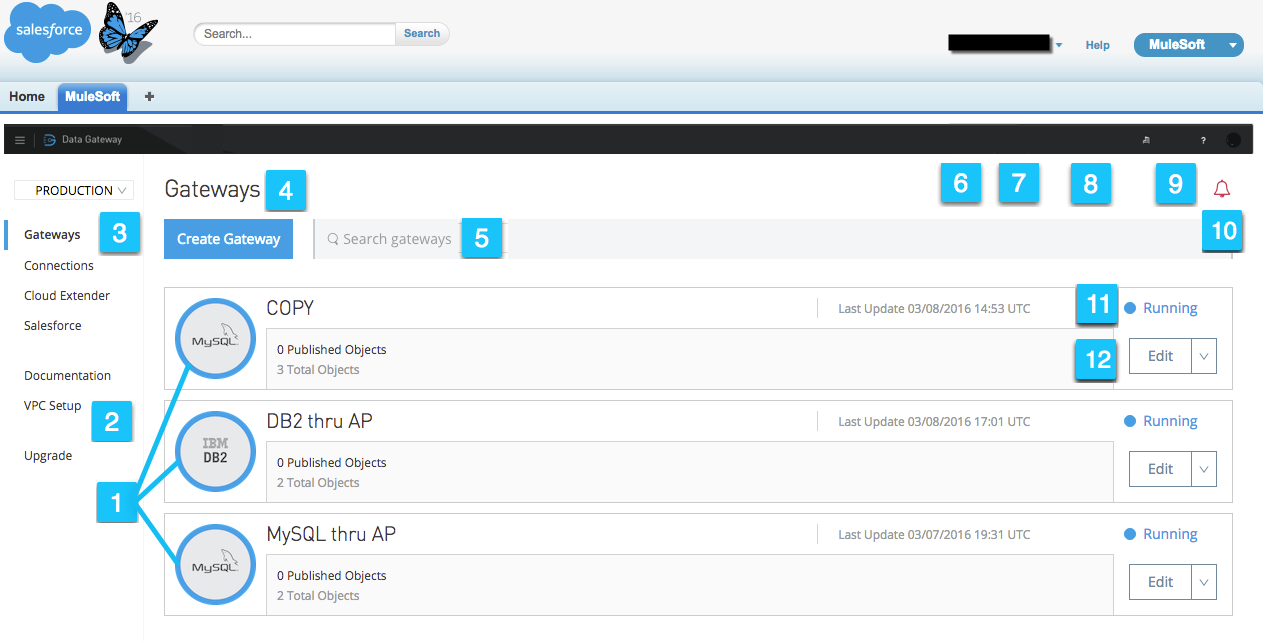 salesforce
'16
Search...
Search
Help
MuleSoft
Home
MuleSoft
+
Data Gateway
?
PRODUCTION
Gateways
3
Connections
Cloud Extender
Salesforce
Documentation
VPC Setup
2
Upgrade
1
Gateways
4
6
7
8
9
Create Gateway
Search gateways
5
10
MySQL
COPY
Last Update 03/08/2016 14:53 UTC
11
Running
0 Published Objects
3 Total Objects
12
Edit
IBM
DB2
DB2 thru AP
Last Update 03/08/2016 17:01 UTC
Running
0 Published Objects
2 Total Objects
Edit
MySQL
MySQL thru AP
Last Update 03/07/2016 19:31 UTC
Running
0 Published Objects
2 Total Objects
Edit